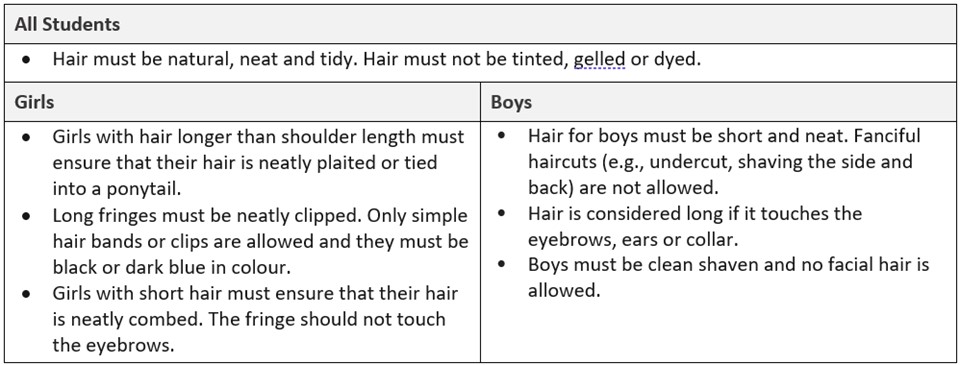 All Students
• Hair must be natural, neat and tidy. Hair must not be tinted, gelled or dyed.
Girls
• Girls with hair longer than shoulder length must
ensure that their hair is neatly plaited or tied
into a ponytail.
• Long fringes must be neatly clipped. Only simple
hair bands or clips are allowed and they must be
black or dark blue in colour.
• Girls with short hair must ensure that their hair
is neatly combed. The fringe should not touch
the eyebrows.
Boys
• Hair for boys must be short and neat. Fanciful
haircuts (e.g., undercut, shaving the side and
back) are not allowed.
• Hair is considered long if it touches the
eyebrows, ears or collar.
• Boys must be clean shaven and no facial hair is
allowed.